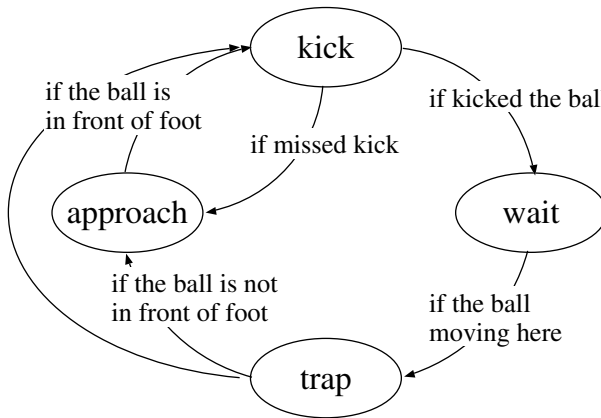 kick
if the ball is
in front of foot
if kicked the ball
if missed kick
approach
wait
if the ball is not
in front of foot
if the ball
moving here
trap